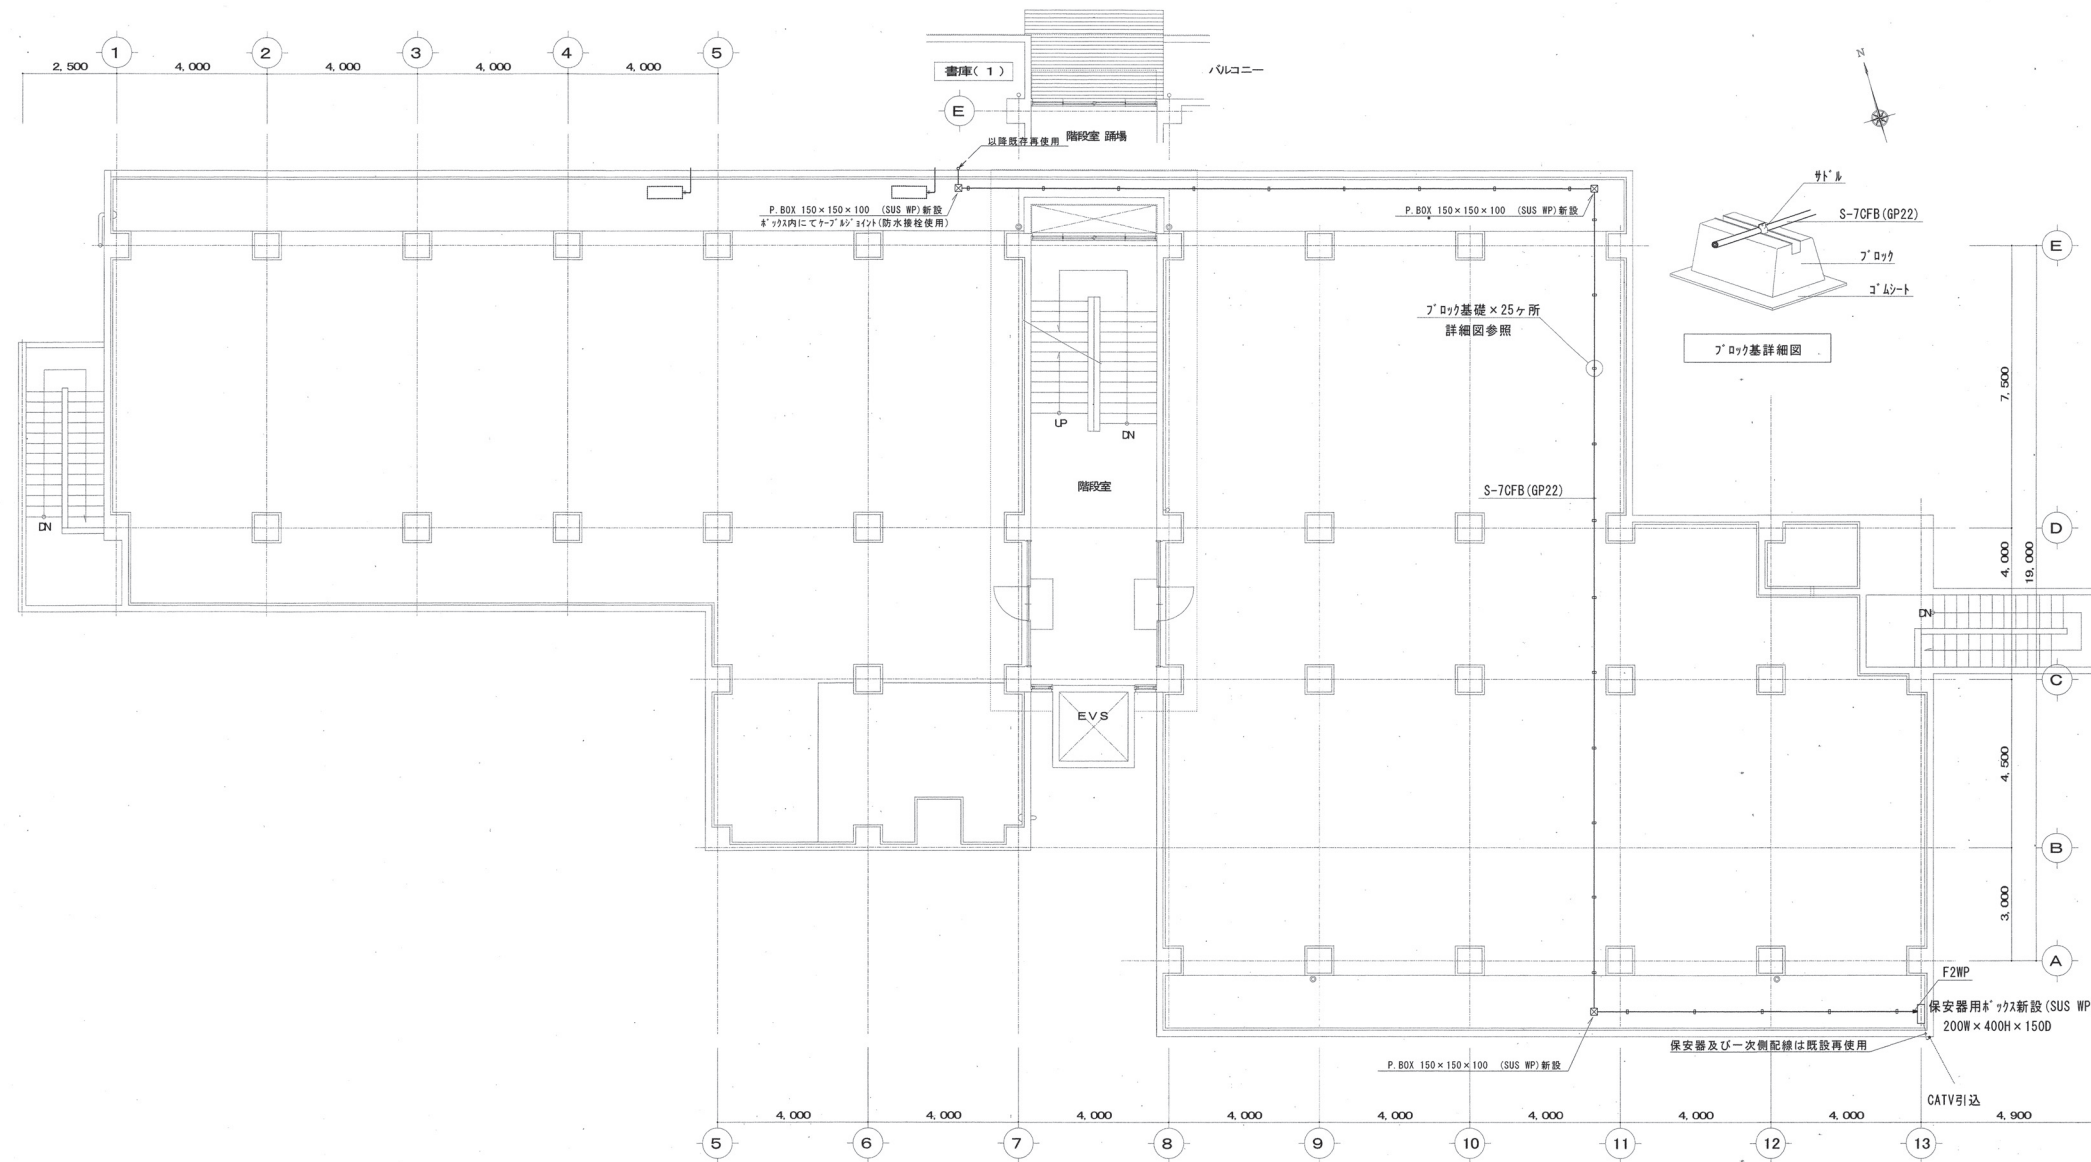 1
2
3
4
5
2,500
4,000
4,000
4,000
4,000
書庫(1)
バルコニー
E
階段室 踊場
以降既存再使用
N
P.BOX 150×150×100 (SUS WP)新設
ボックス内にてケーブルジョイント(防水接栓使用)
P.BOX 150×150×100 (SUS WP)新設
サドル
S-7CFB(GP22)
ブロック
ゴムシート
ブロック基詳細図
E
ブロック基礎×25ヶ所
詳細図参照
7,500
UP
DN
階段室
S-7CFB(GP22)
DN
D
4,000
19,000
DN
C
EVS
4,500
B
3,000
A
F2WP
保安器用ボックス新設(SUS WP
200W×400H×150D
保安器及び一次側配線は既設再使用
P.BOX 150×150×100 (SUS WP)新設
CATV引込
4,000
4,000
4,000
4,000
4,000
4,000
4,000
4,000
4,900
5
6
7
8
9
10
11
12
13